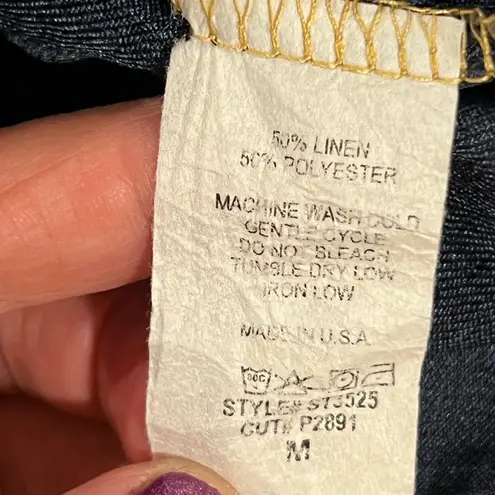 50% LINEN
50% POLYESTER
MACHINE WASH COLD
GENTLE CYCLE
DO NOT BLEACH
TUMBLE DRY LOW
IRON LOW
MADE IN U.S.A.
STYLE# ST3525
CUT# P2891
M